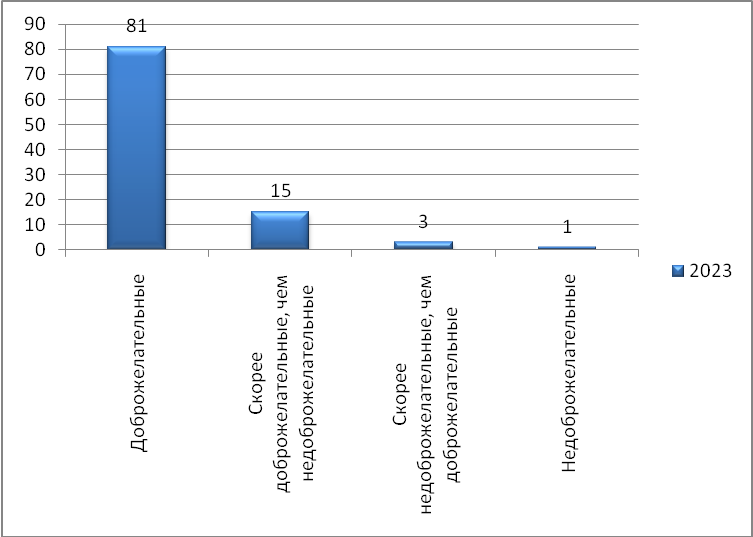 90
80
70
60
50
40
30
20
10
0
81
15
3
1
Доброжелательные
Скорее
доброжелательные, чем
недоброжелательные
Скорее
недоброжелательные, чем
доброжелательные
Недоброжелательные
2023